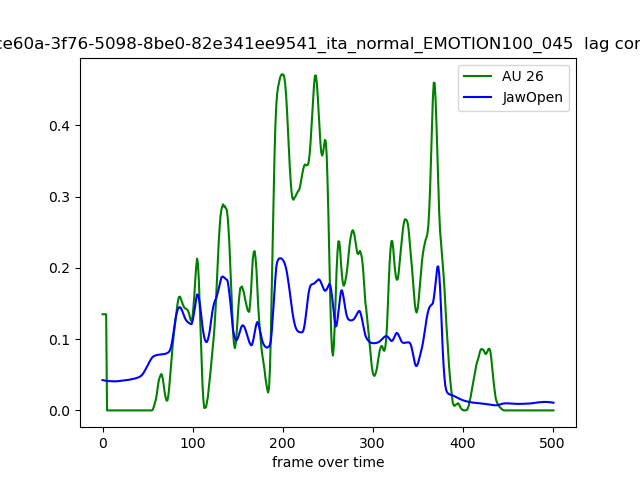 ce60a-3f76-5098-8be0-82e341ee9541_ita_normal_EMOTION100_045 lag cor
AU 26
JawOpen
0.4
0.3
0.2
0.1
0.0
0 100 200 300 400 500
frame over time